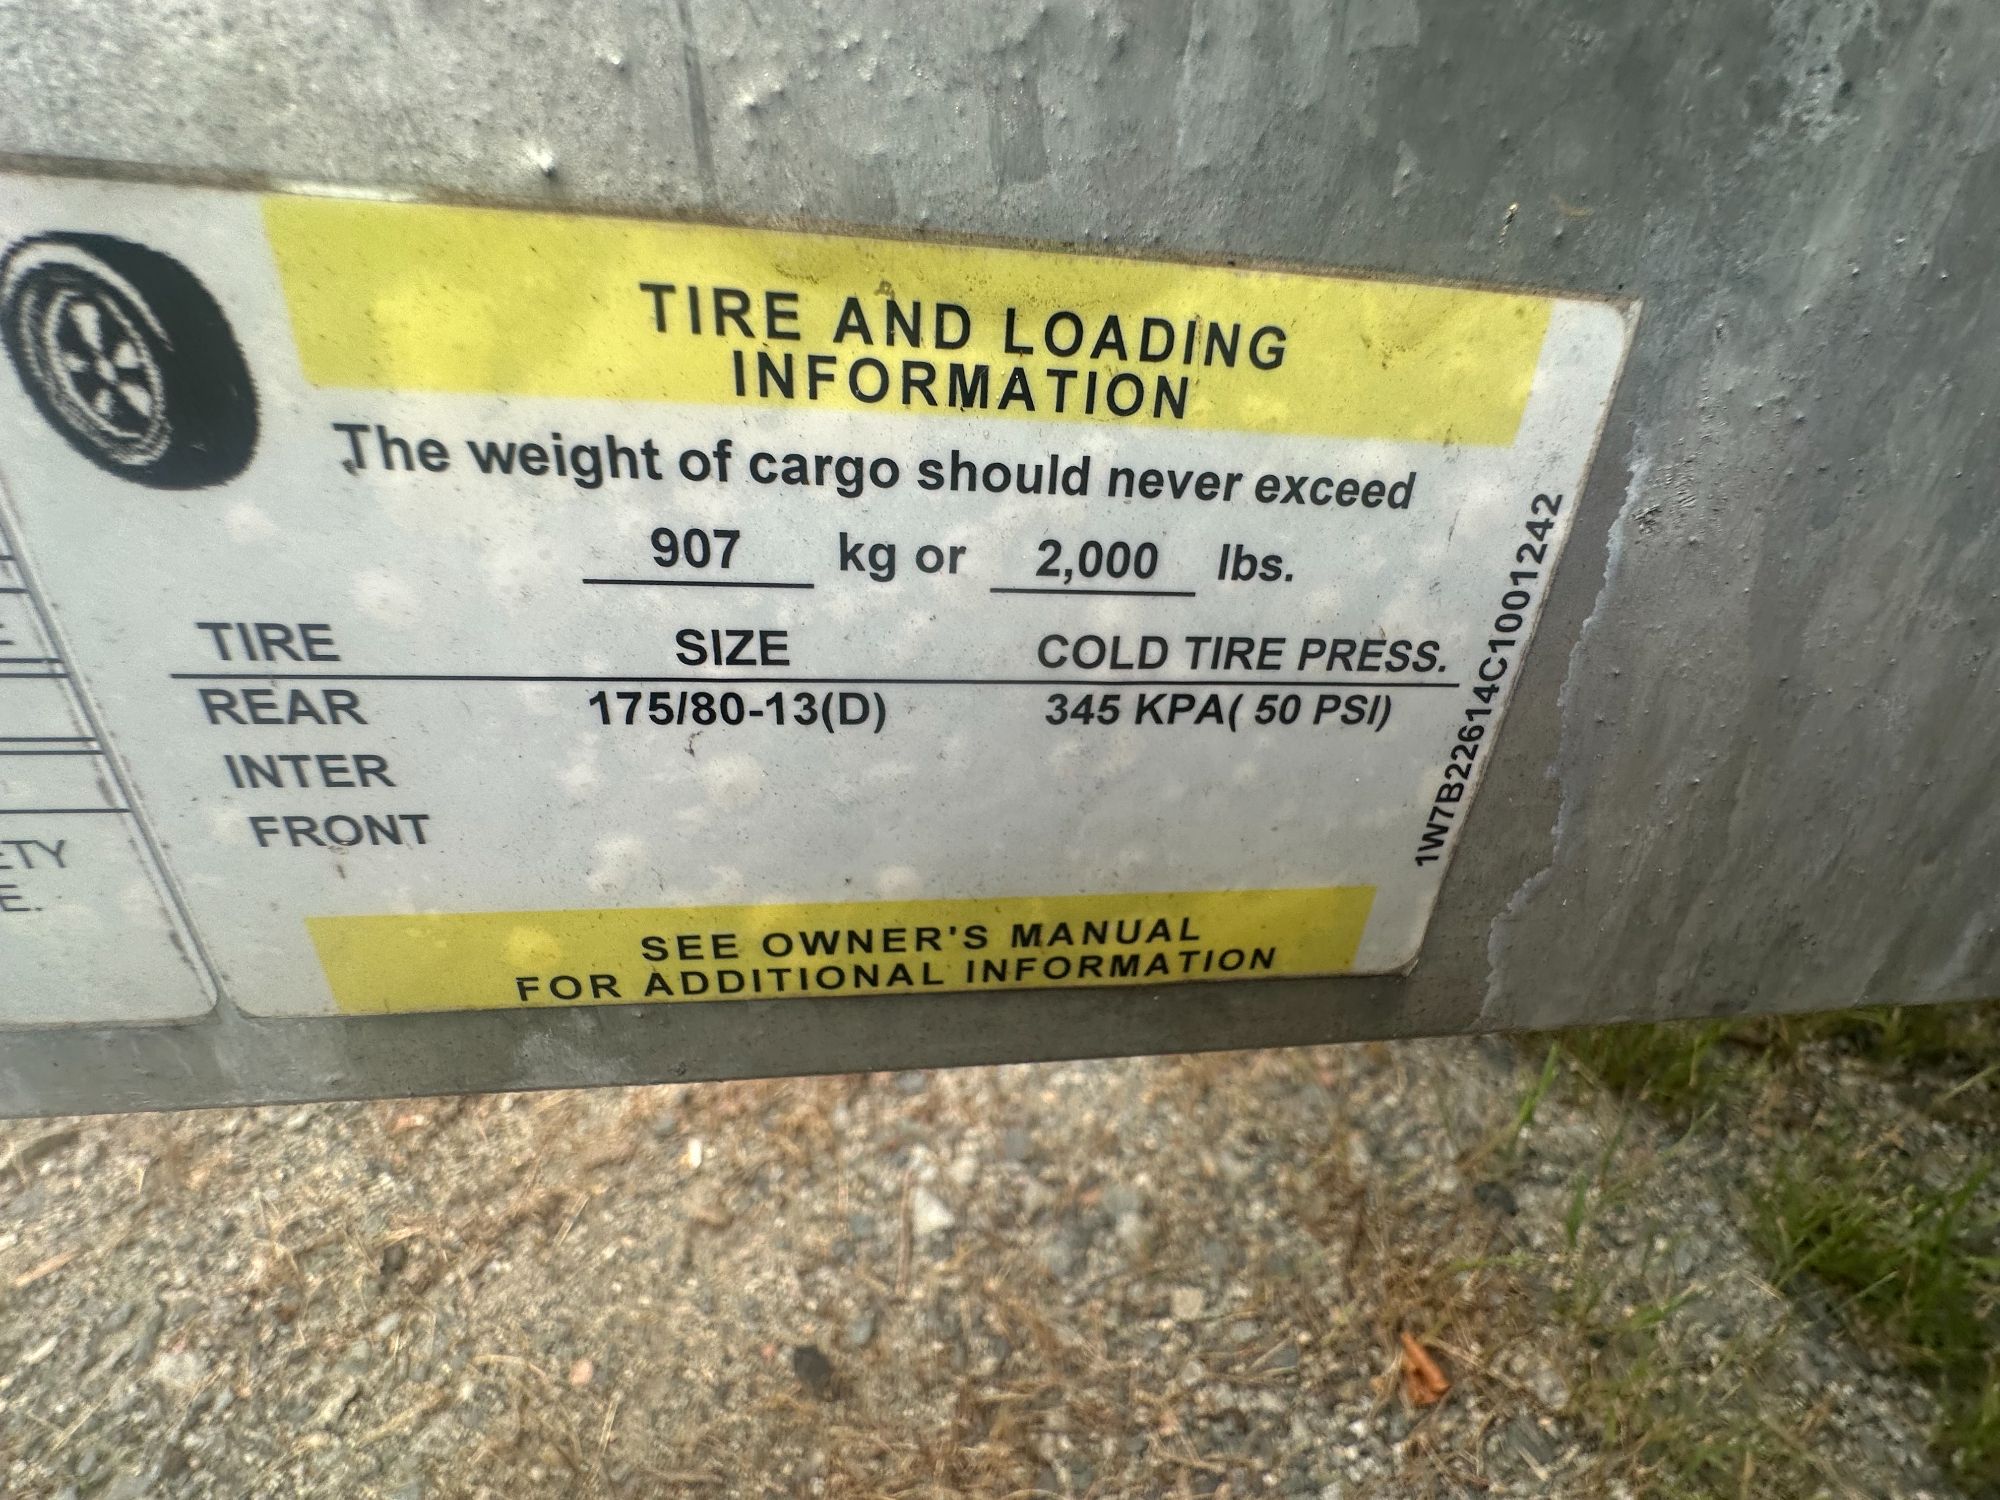 TIRE AND LOADING
INFORMATION
The weight of cargo should never exceed
907 kg or 2,000 lbs.
TIRE SIZE COLD TIRE PRESS.
REAR 175/80-13(D) 345 KPA( 50 PSI)
INTER
FRONT
SEE OWNER'S MANUAL
FOR ADDITIONAL INFORMATION
1W7B22614C1001242